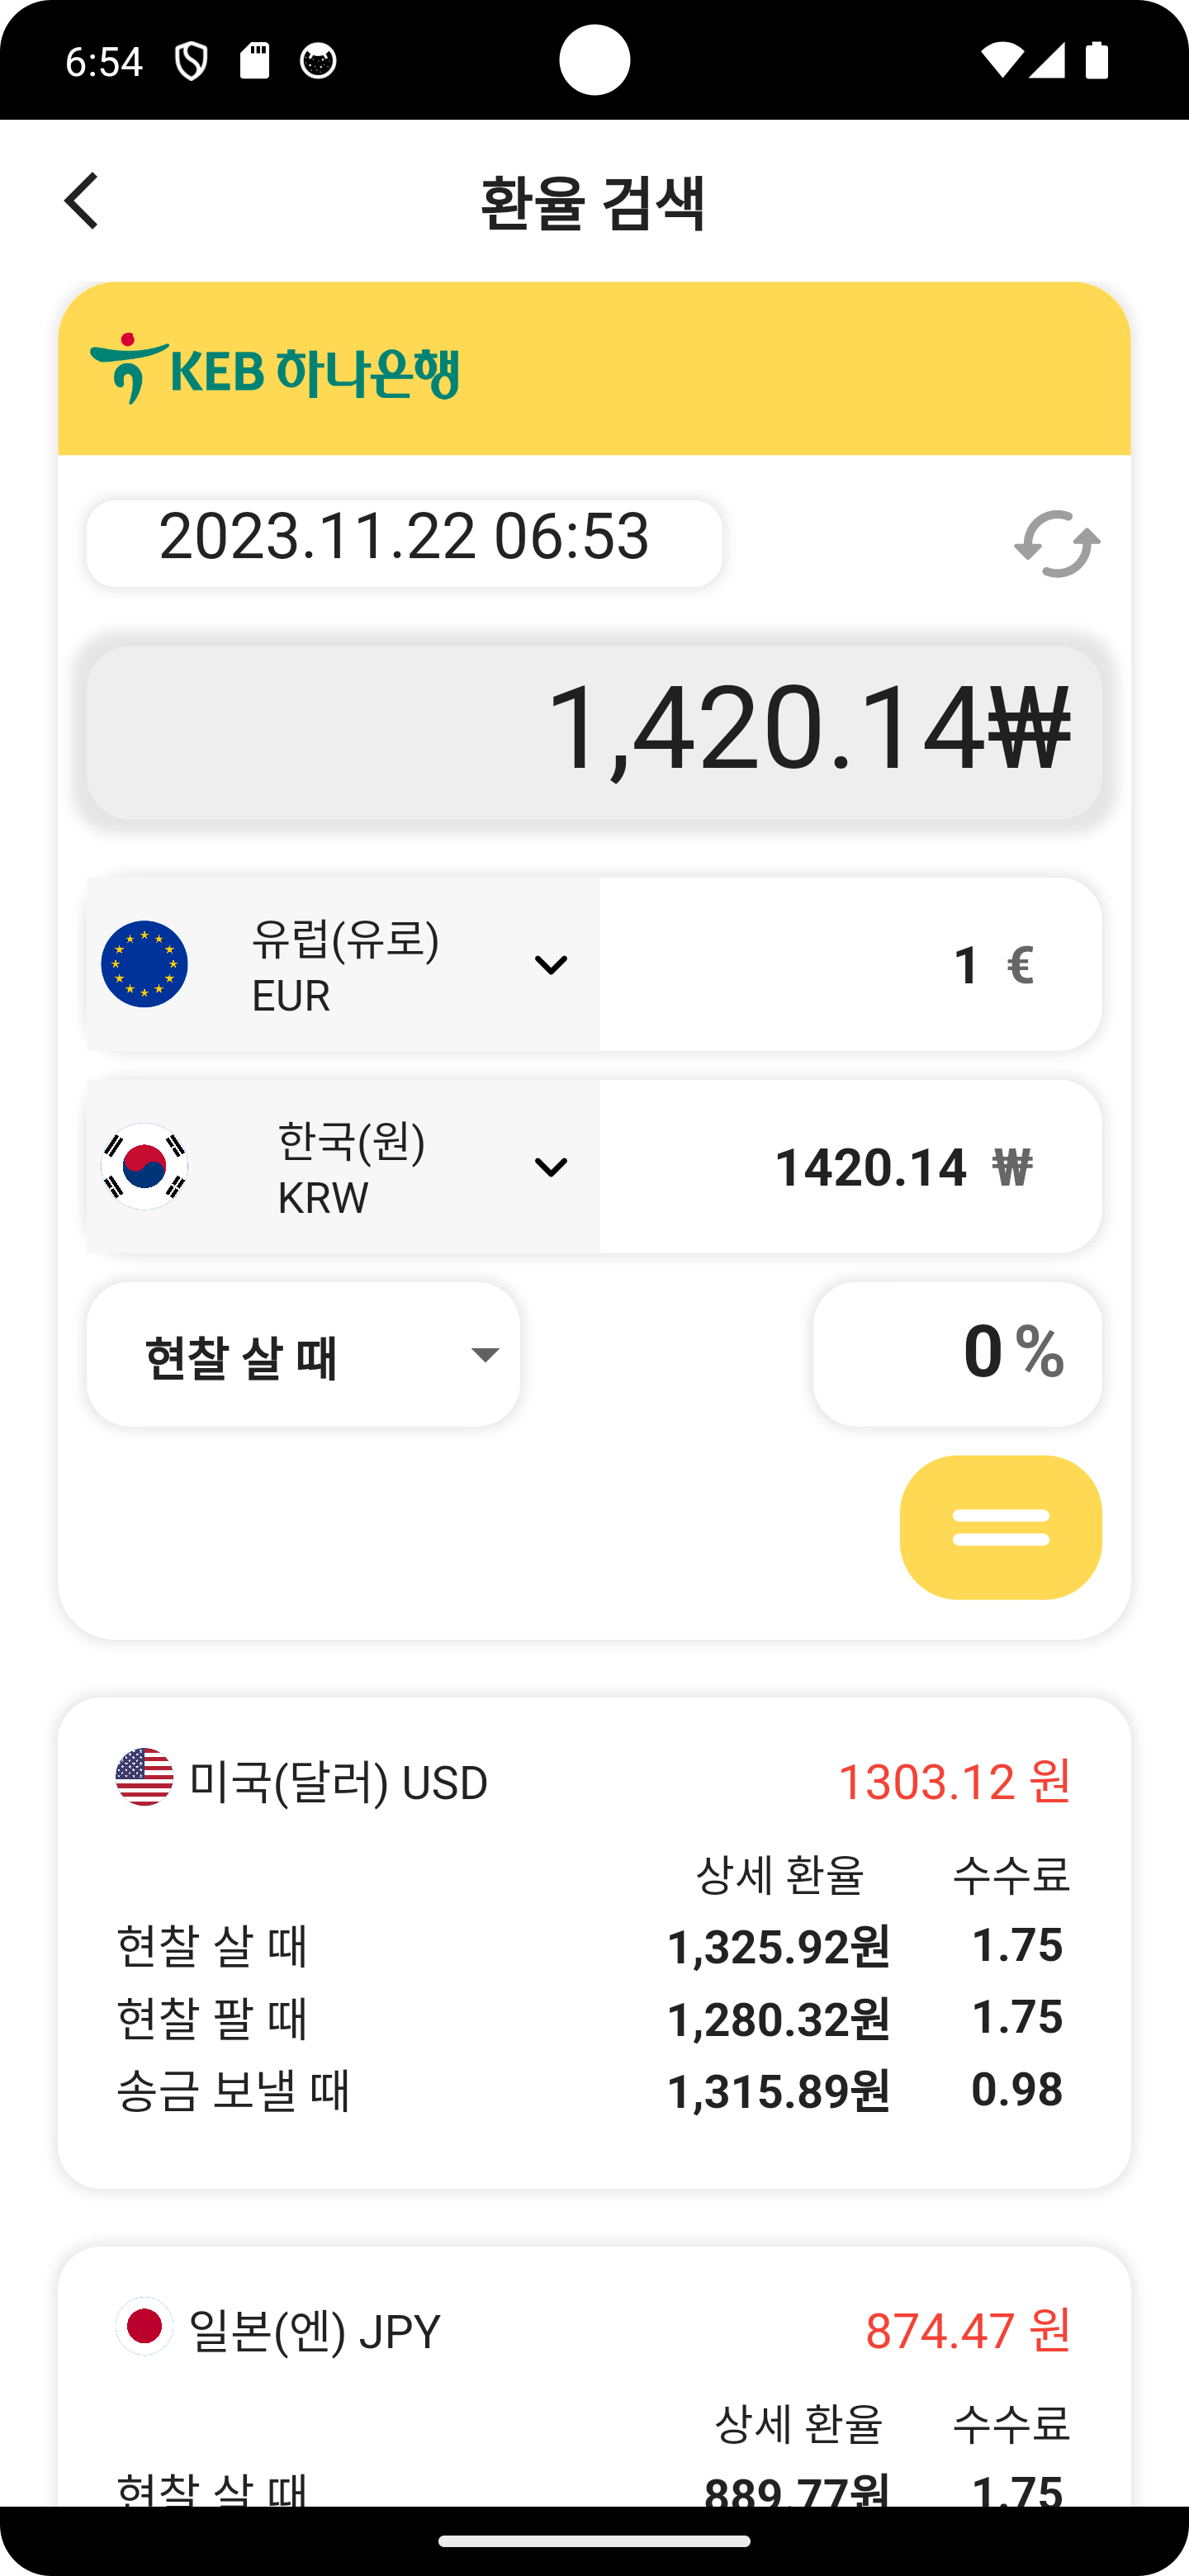 6:54
환율 검색
KEB 하나은행
2023.11.22 06:53
1,420.14₩
유럽(유로)
EUR
1 €
한국(원)
KRW
1420.14 ₩
현찰 살 때
0 %
미국(달러) USD 1303.12 원
상세 환율 수수료
현찰 살 때 1,325.92원 1.75
현찰 팔 때 1,280.32원 1.75
송금 보낼 때 1,315.89원 0.98
일본(엔) JPY 874.47 원
상세 환율 수수료
현찰 살 때 889.77원 1.75